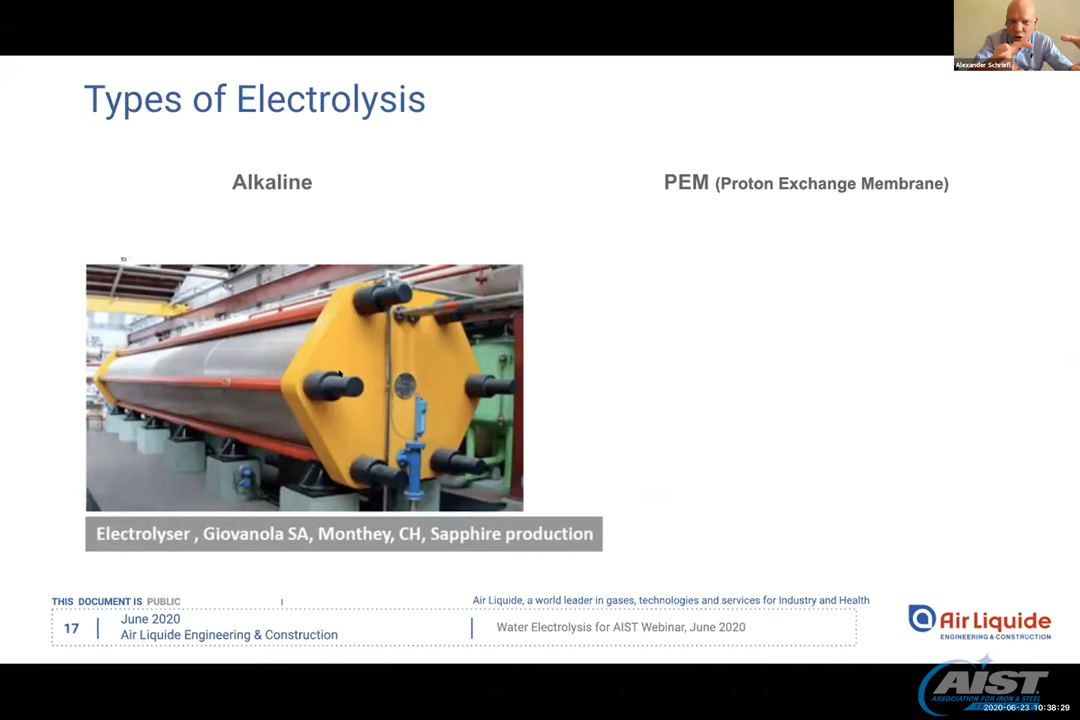 Alexander Schriefl
Types of Electrolysis
Alkaline
PEM (Proton Exchange Membrane)
Electrolyser , Giovanola SA, Monthey, CH, Sapphire production
THIS DOCUMENT IS PUBLIC
Air Liquide, a world leader in gases, technologies and services for Industry and Health
17
June 2020
Air Liquide Engineering & Construction
Water Electrolysis for AIST Webinar, June 2020
Air Liquide
ENGINEERING & CONSTRUCTION
AIST
ASSOCIATION FOR IRON & STEEL
2020-06-23 10:38:29